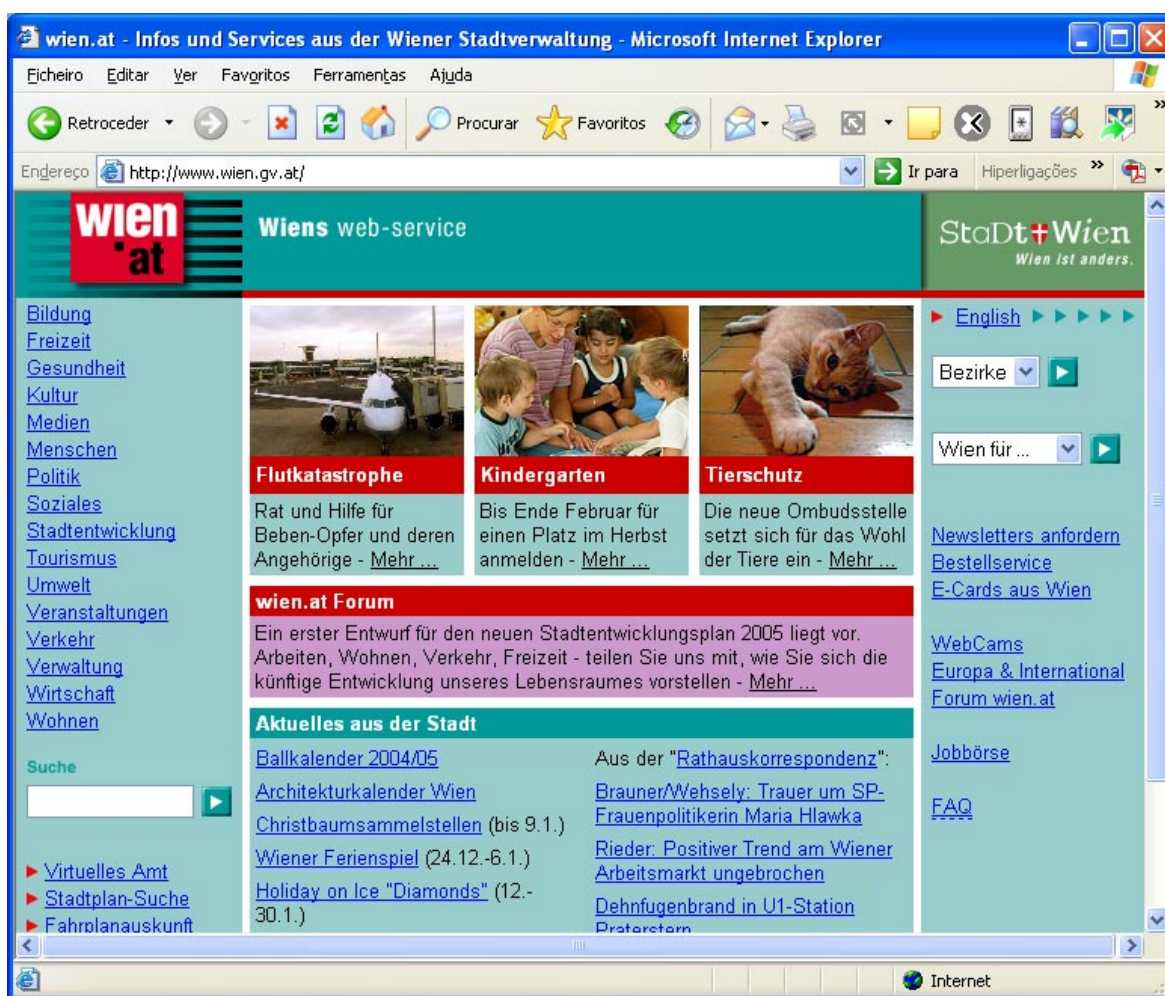 wien.at - Infos und Services aus der Wiener Stadtverwaltung - Microsoft Internet Explorer
Ficheiro Editar Ver Favoritos Ferramentas Ajuda
Retroceder Procurar Favoritos
Endereço http://www.wien.gv.at/ Ir para Hiperligações
wien
.at
Wiens web-service
StaDt Wien
Wien ist anders.
Bildung
Freizeit
Gesundheit
Kultur
Medien
Menschen
Politik
Soziales
Stadtentwicklung
Tourismus
Umwelt
Veranstaltungen
Verkehr
Verwaltung
Wirtschaft
Wohnen
Suche
Virtuelles Amt
Stadtplan-Suche
Fahrplanauskunft
Flutkatastrophe
Rat und Hilfe für
Beben-Opfer und deren
Angehörige - Mehr ...
Kindergarten
Bis Ende Februar für
einen Platz im Herbst
anmelden - Mehr ...
Tierschutz
Die neue Ombudsstelle
setzt sich für das Wohl
der Tiere ein - Mehr ...
wien.at Forum
Ein erster Entwurf für den neuen Stadtentwicklungsplan 2005 liegt vor.
Arbeiten, Wohnen, Verkehr, Freizeit - teilen Sie uns mit, wie Sie sich die
künftige Entwicklung unseres Lebensraumes vorstellen - Mehr ...
Aktuelles aus der Stadt
Ballkalender 2004/05
Architekturkalender Wien
Christbaumsammelstellen (bis 9.1.)
Wiener Ferienspiel (24.12.-6.1.)
Holiday on Ice "Diamonds" (12.-
30.1.)
Aus der "Rathauskorrespondenz":
Brauner/Wehsely: Trauer um SP-
Frauenpolitikerin Maria Hlawka
Rieder: Positiver Trend am Wiener
Arbeitsmarkt ungebrochen
Dehnfugenbrand in U1-Station
Praterstern
English
Bezirke
Wien für ...
Newsletters anfordern
Bestellservice
E-Cards aus Wien
WebCams
Europa & International
Forum wien.at
Jobbörse
FAQ
Internet